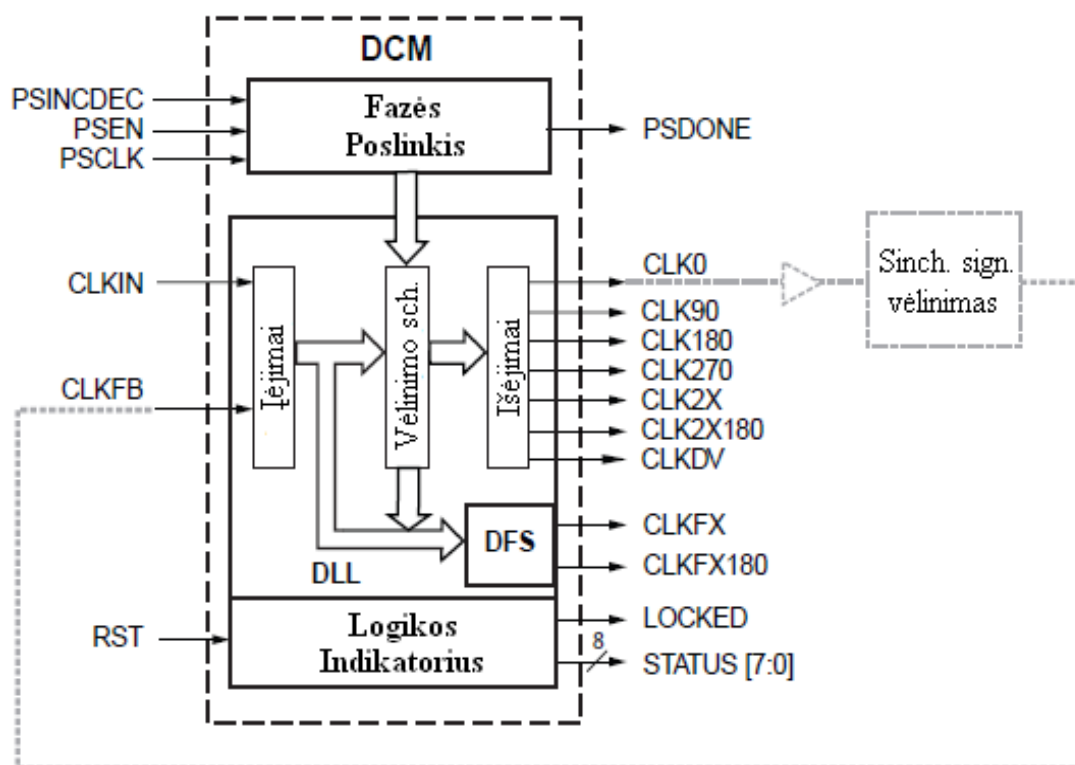 DCM
PSINCDEC
PSEN
PSCLK
Fazės
Poslinkis
PSDONE
CLKIN
CLKFB
Įėjimai
Vėlinimo sch.
Išėjimai
CLK0
CLK90
CLK180
CLK270
CLK2X
CLK2X180
CLKDV
Sinch. sign.
vėlinimas
DFS
CLKFX
CLKFX180
DLL
RST
Logikos
Indikatorius
LOCKED
8
STATUS [7:0]